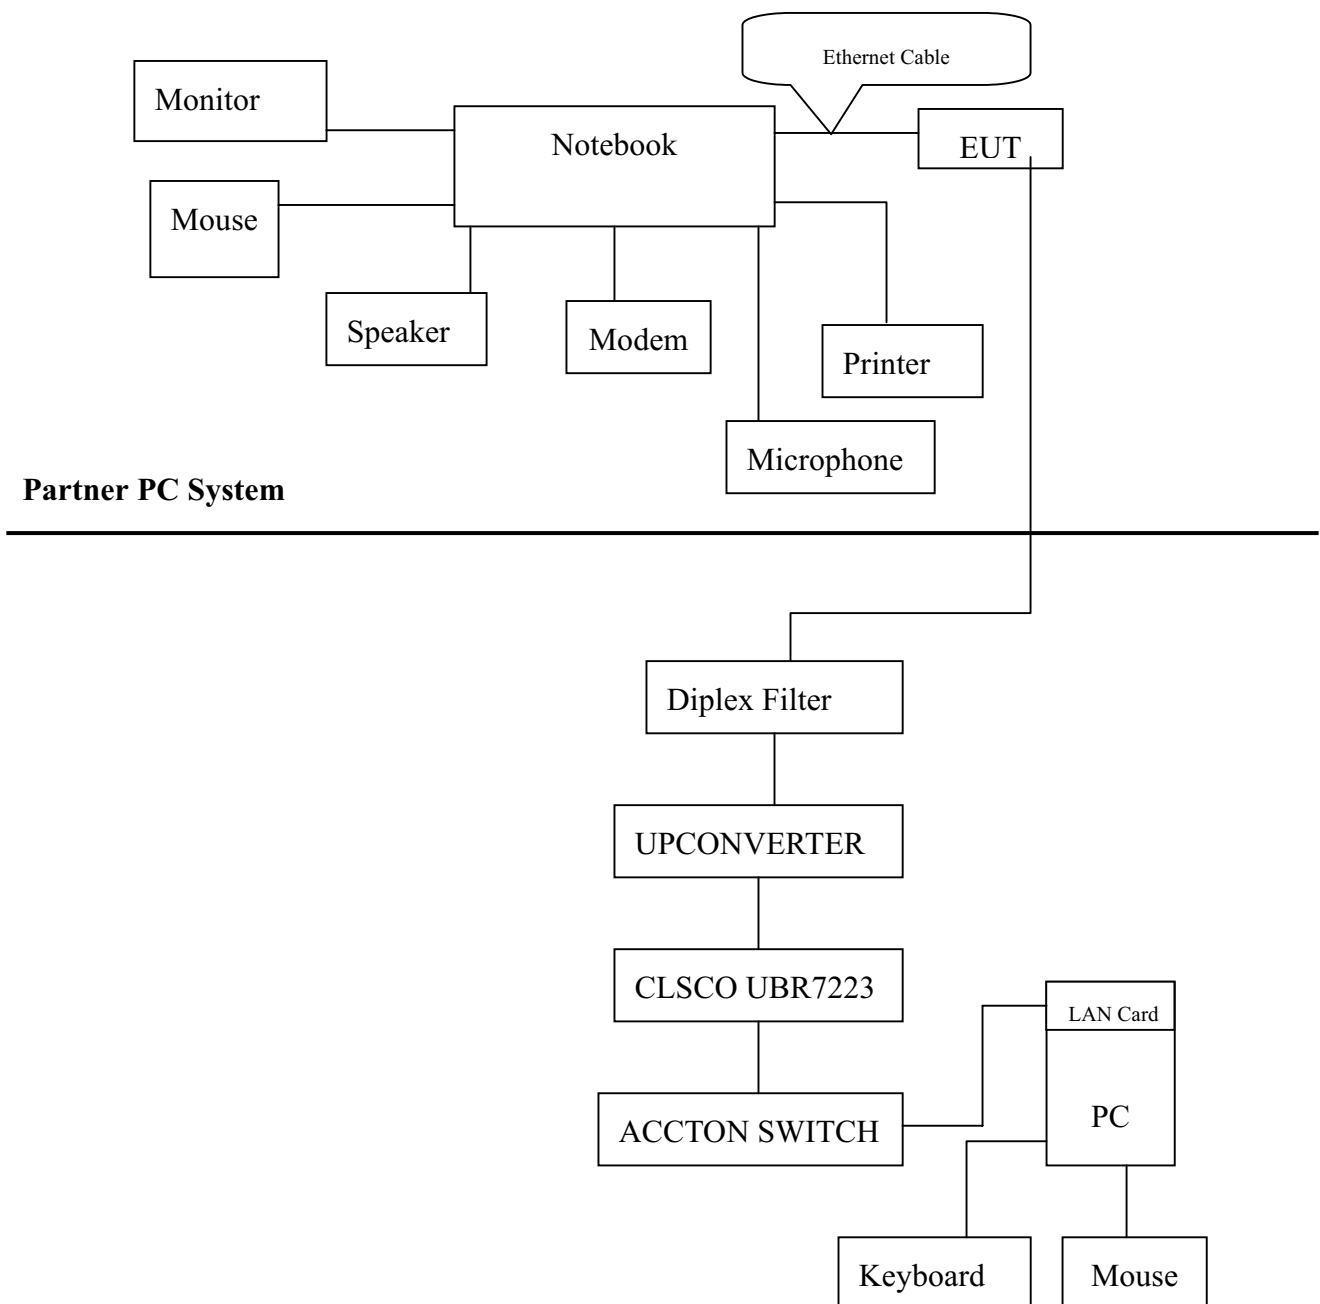 Ethernet Cable
Monitor
Notebook
EUT
Mouse
Speaker
Modem
Printer
Microphone
Partner PC System
Diplex Filter
UPCONVERTER
CLSCO UBR7223
LAN Card
ACCTON SWITCH
PC
Keyboard
Mouse